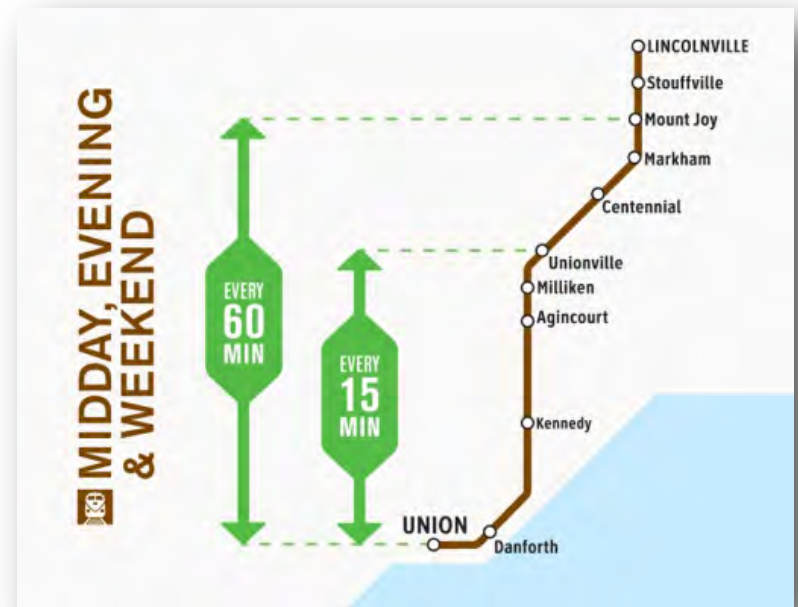 MIDDAY, EVENING
& WEEKEND
EVERY
60
MIN
EVERY
15
MIN
LINCOLNVILLE
Stouffville
Mount Joy
Markham
Centennial
Unionville
Milliken
Agincourt
Kennedy
UNION
Danforth